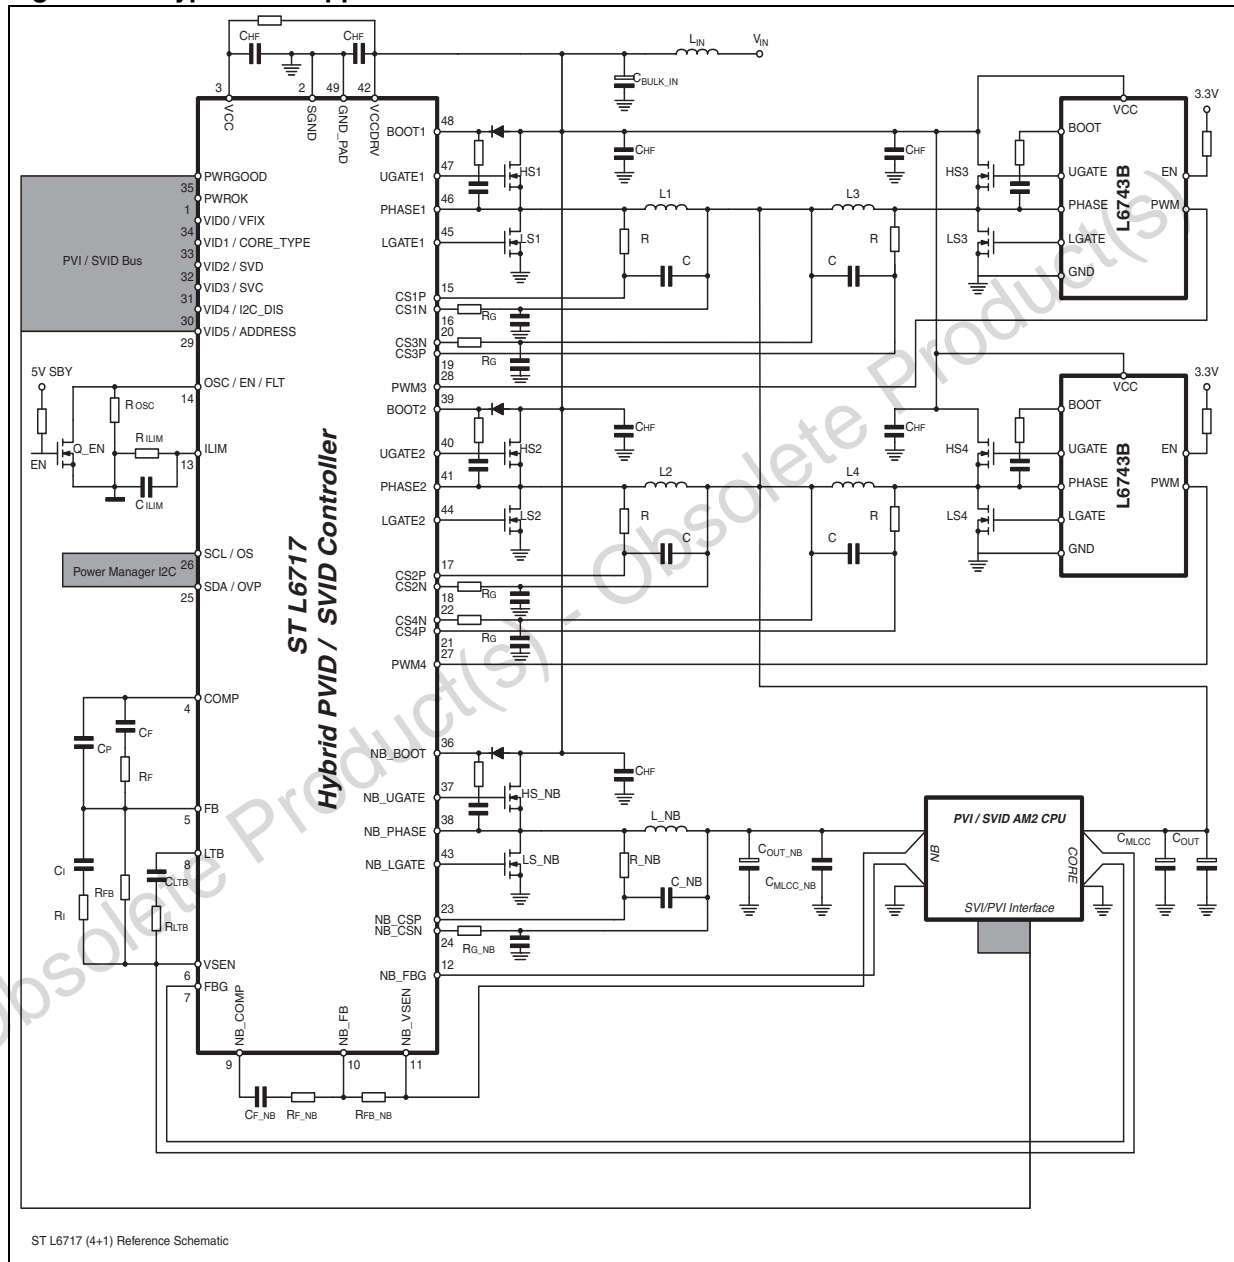 CHF
CHF
LIN
VIN
CBULK_IN
3
2
49
42
VCC
SGND
GND_PAD
VCCDRV
PWRGOOD
35
PWROK
1
VID0 / VFIX
34
VID1 / CORE_TYPE
33
VID2 / SVD
32
VID3 / SVC
31
VID4 / I2C_DIS
30
VID5 / ADDRESS
29
PVI / SVID Bus
5V SBY
OSC / EN / FLT
14
ROSC
RILIM
ILIM
13
Q_EN
EN
CILIM
SCL / OS
26
Power Manager I2C
SDA / OVP
25
COMP
4
CF
CP
RF
FB
5
LTB
8
CI
CLTB
RFB
RI
RLTB
VSEN
6
FBG
7
ST L6717
Hybrid PVID / SVID Controller
NB_COMP
NB_FB
NB_VSEN
9
10
11
CF_NB
RF_NB
RFB_NB
BOOT1
48
UGATE1
47
HS1
PHASE1
46
LGATE1
45
LS1
CHF
CHF
L1
L3
R
R
C
C
CS1P
15
CS1N
16
RG
CS3N
20
CS3P
19
RG
PWM3
28
HS3
LS3
VCC
3.3V
BOOT
UGATE
EN
PHASE
PWM
LGATE
GND
L6743B
BOOT2
39
UGATE2
40
HS2
PHASE2
41
LGATE2
44
LS2
CHF
CHF
L2
L4
R
R
C
C
CS2P
17
CS2N
18
RG
CS4N
22
CS4P
21
RG
PWM4
27
HS4
LS4
VCC
3.3V
BOOT
UGATE
EN
PHASE
PWM
LGATE
GND
L6743B
NB_BOOT
36
NB_UGATE
37
HS_NB
NB_PHASE
38
NB_LGATE
43
LS_NB
CHF
L_NB
R_NB
C_NB
COUT_NB
CMLCC_NB
NB_CSP
23
NB_CSN
24
RG_NB
NB_FBG
12
PVI / SVID AM2 CPU
NB
CORE
SVI/PVI Interface
CMLCC
COUT
Obsolete Product(s) - Obsolete Product(s)
ST L6717 (4+1) Reference Schematic